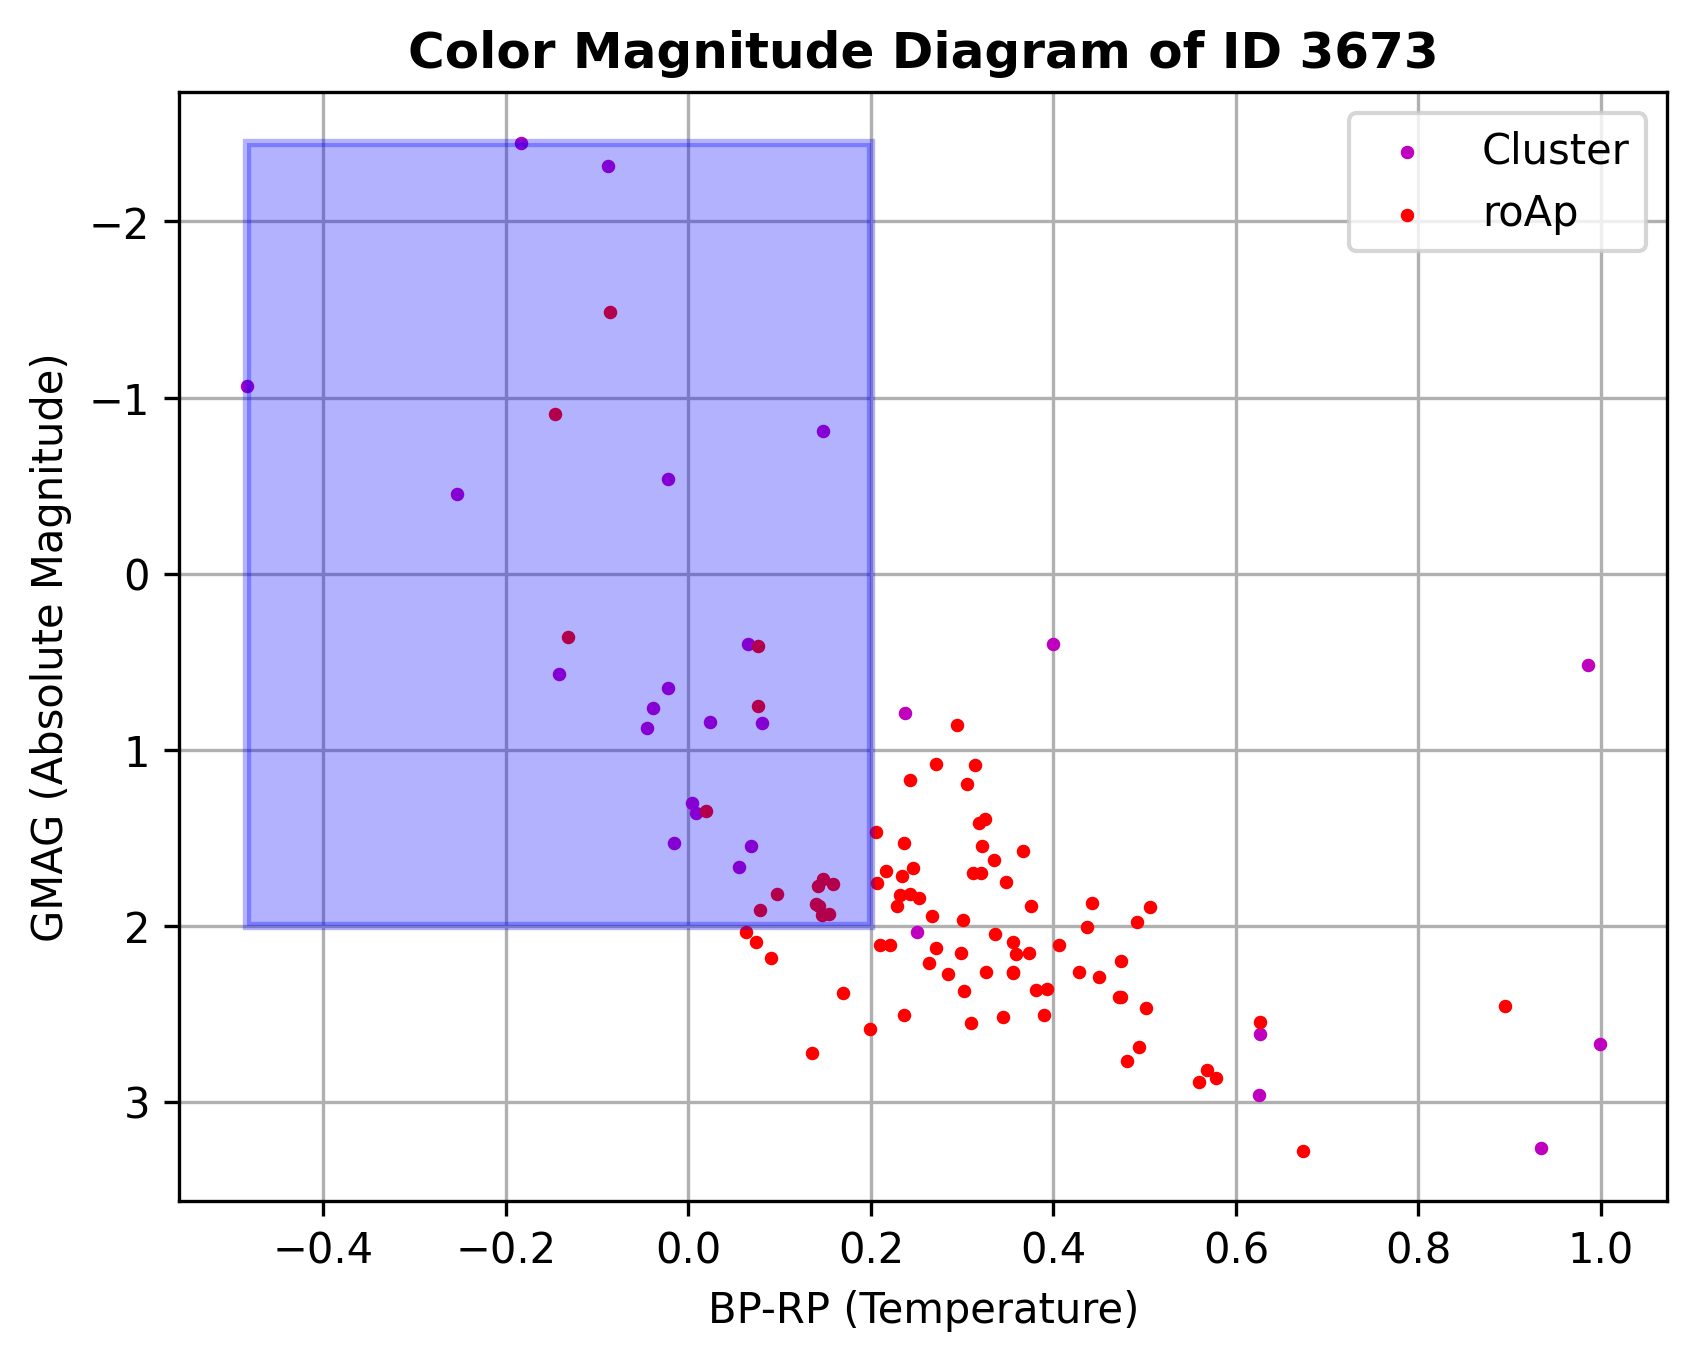 Color Magnitude Diagram of ID 3673
Cluster
roAp
GMAG (Absolute Magnitude)
−2
−1
0
1
2
3
−0.4 −0.2 0.0 0.2 0.4 0.6 0.8 1.0
BP-RP (Temperature)